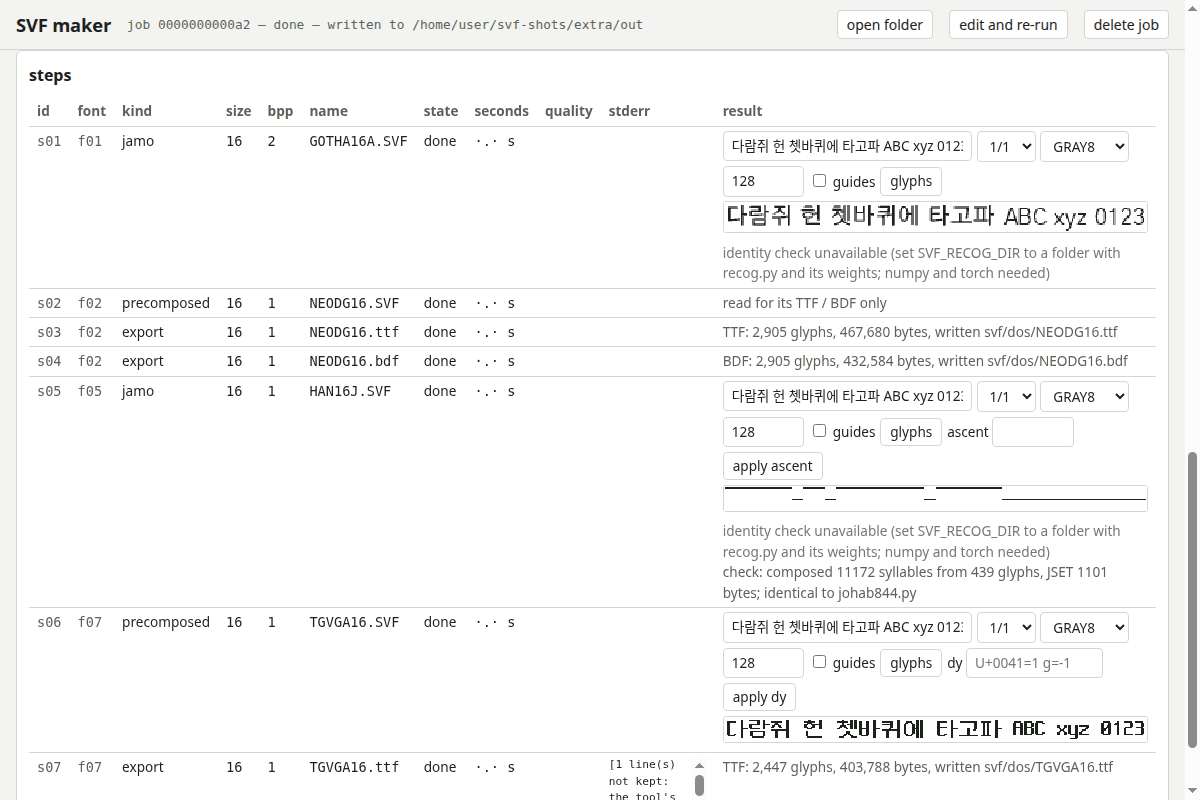 SVF maker job 0000000000a2 — done — written to /home/user/svf-shots/extra/out open folder edit and re-run delete job
steps
id font kind size bpp name state seconds quality stderr result
s01 f01 jamo 16 2 GOTHA16A.SVF done ·.· s 다람쥐 헌 쳇바퀴에 타고파 ABC xyz 0123 1/1 GRAY8
128 guides glyphs
다람쥐 헌 쳇바퀴에 타고파 ABC xyz 0123
identity check unavailable (set SVF_RECOG_DIR to a folder with
recog.py and its weights; numpy and torch needed)
s02 f02 precomposed 16 1 NEODG16.SVF done ·.· s read for its TTF / BDF only
s03 f02 export 16 1 NEODG16.ttf done ·.· s TTF: 2,905 glyphs, 467,680 bytes, written svf/dos/NEODG16.ttf
s04 f02 export 16 1 NEODG16.bdf done ·.· s BDF: 2,905 glyphs, 432,584 bytes, written svf/dos/NEODG16.bdf
s05 f05 jamo 16 1 HAN16J.SVF done ·.· s 다람쥐 헌 쳇바퀴에 타고파 ABC xyz 0123 1/1 GRAY8
128 guides glyphs ascent
apply ascent
identity check unavailable (set SVF_RECOG_DIR to a folder with
recog.py and its weights; numpy and torch needed)
check: composed 11172 syllables from 439 glyphs, JSET 1101
bytes; identical to johab844.py
s06 f07 precomposed 16 1 TGVGA16.SVF done ·.· s 다람쥐 헌 쳇바퀴에 타고파 ABC xyz 0123 1/1 GRAY8
128 guides glyphs dy U+0041=1 g=-1
apply dy
다람쥐 헌 쳇바퀴에 타고파 ABC xyz 0123
s07 f07 export 16 1 TGVGA16.ttf done ·.· s [1 line(s) TTF: 2,447 glyphs, 403,788 bytes, written svf/dos/TGVGA16.ttf
not kept:
the tool's